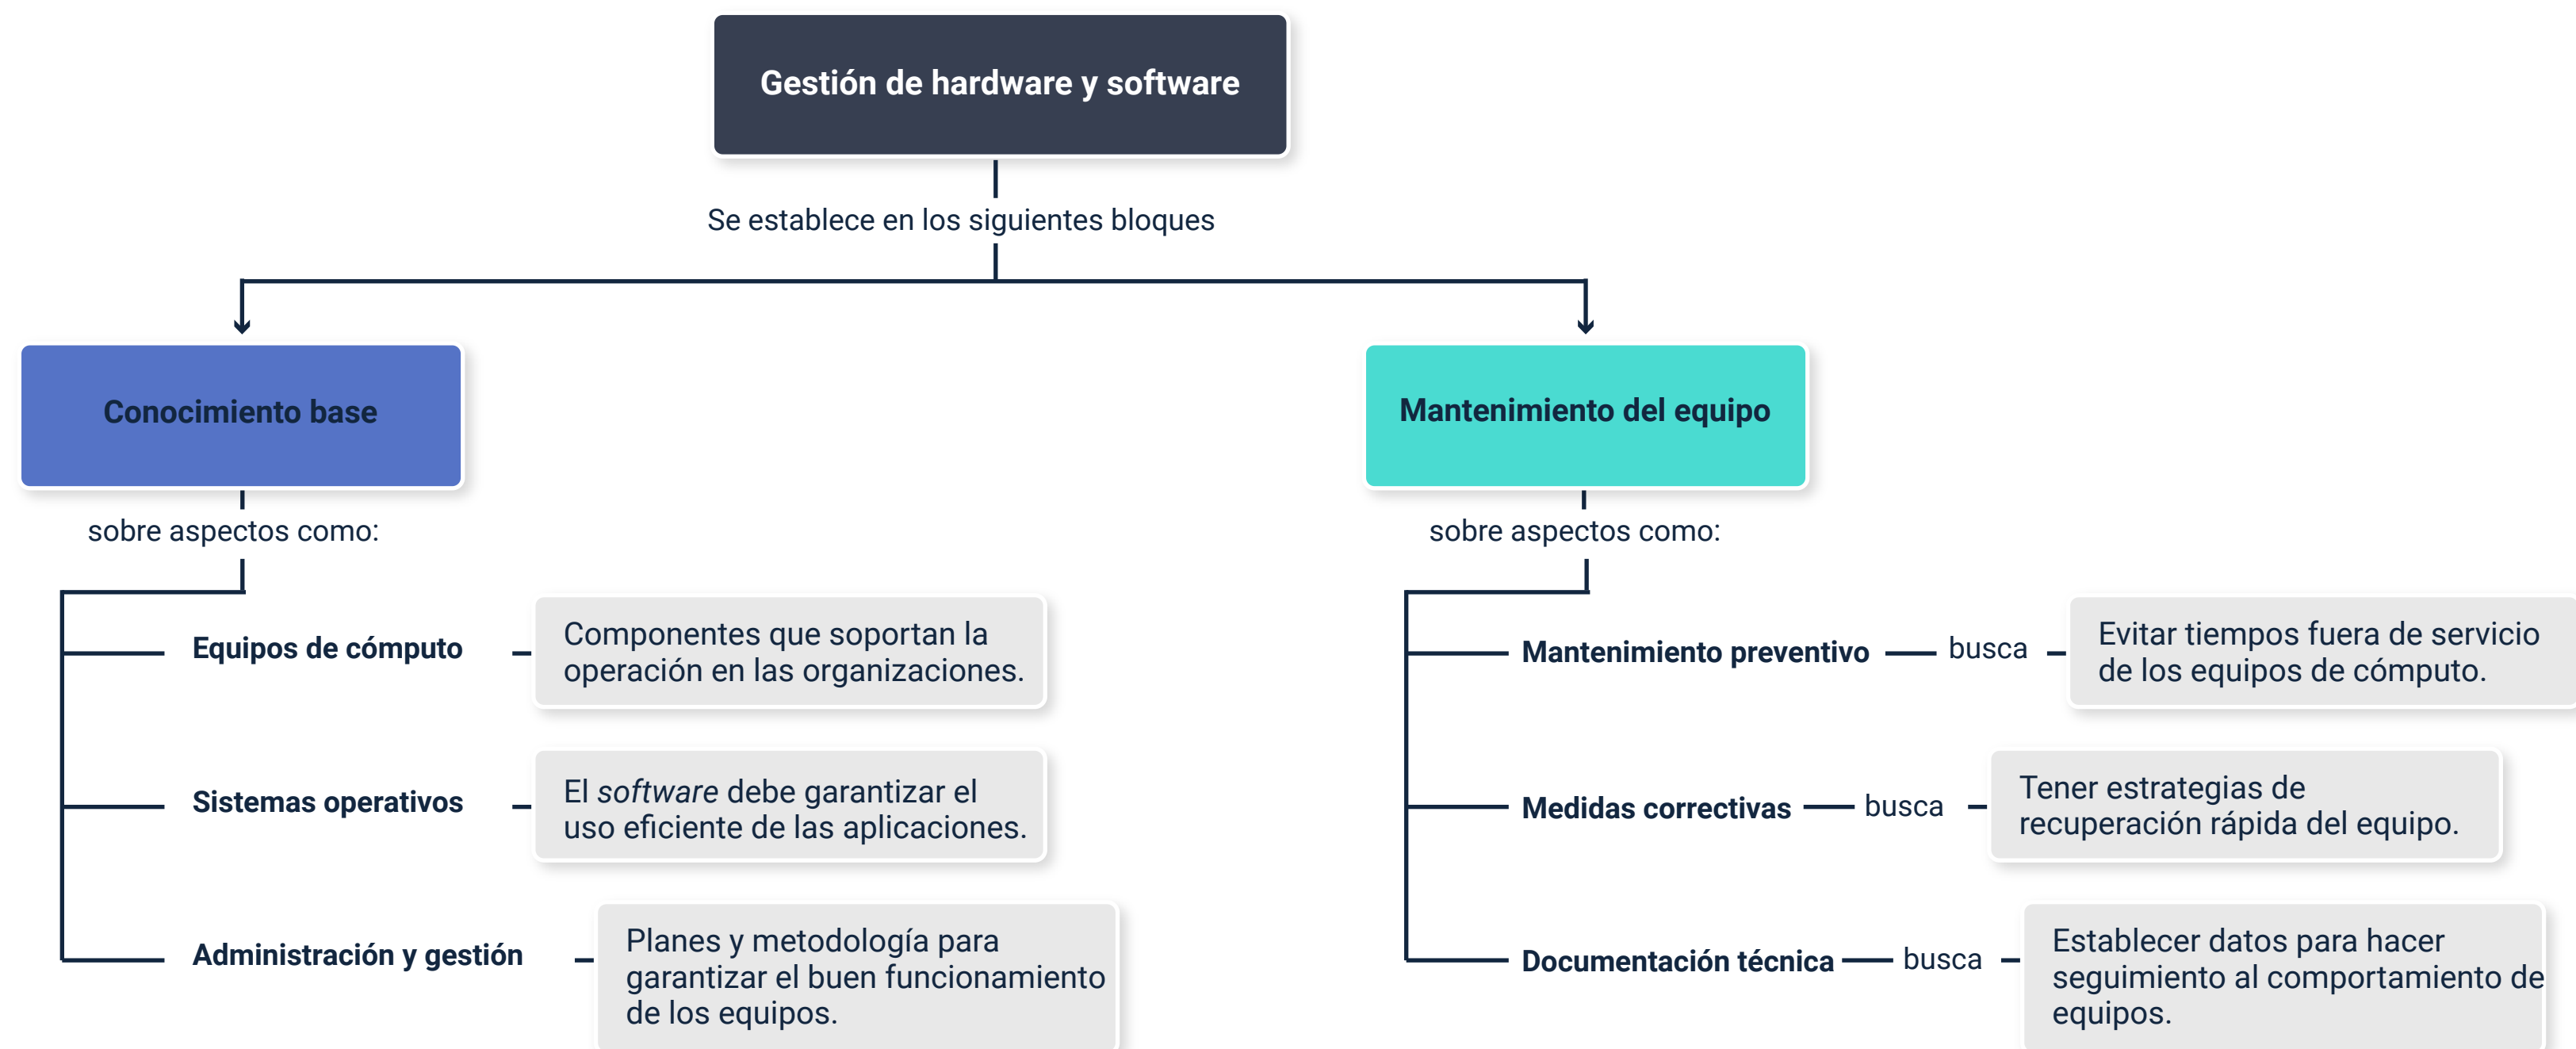 Gestión de hardware y software
Se establece en los siguientes bloques
Conocimiento base
sobre aspectos como:
Equipos de cómputo
Componentes que soportan la
operación en las organizaciones.
Sistemas operativos
El software debe garantizar el
uso eficiente de las aplicaciones.
Administración y gestión
Planes y metodología para
garantizar el buen funcionamiento
de los equipos.
Mantenimiento del equipo
sobre aspectos como:
Mantenimiento preventivo
busca
Evitar tiempos fuera de servicio
de los equipos de cómputo.
Medidas correctivas
busca
Tener estrategias de
recuperación rápida del equipo.
Documentación técnica
busca
Establecer datos para hacer
seguimiento al comportamiento de
equipos.